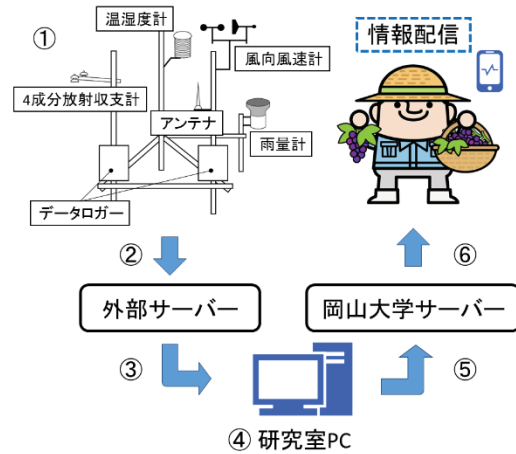 ①
温湿度計
風向風速計
4成分放射収支計
アンテナ
雨量計
データロガー
情報配信
②
⑥
外部サーバー
岡山大学サーバー
③
⑤
④ 研究室PC